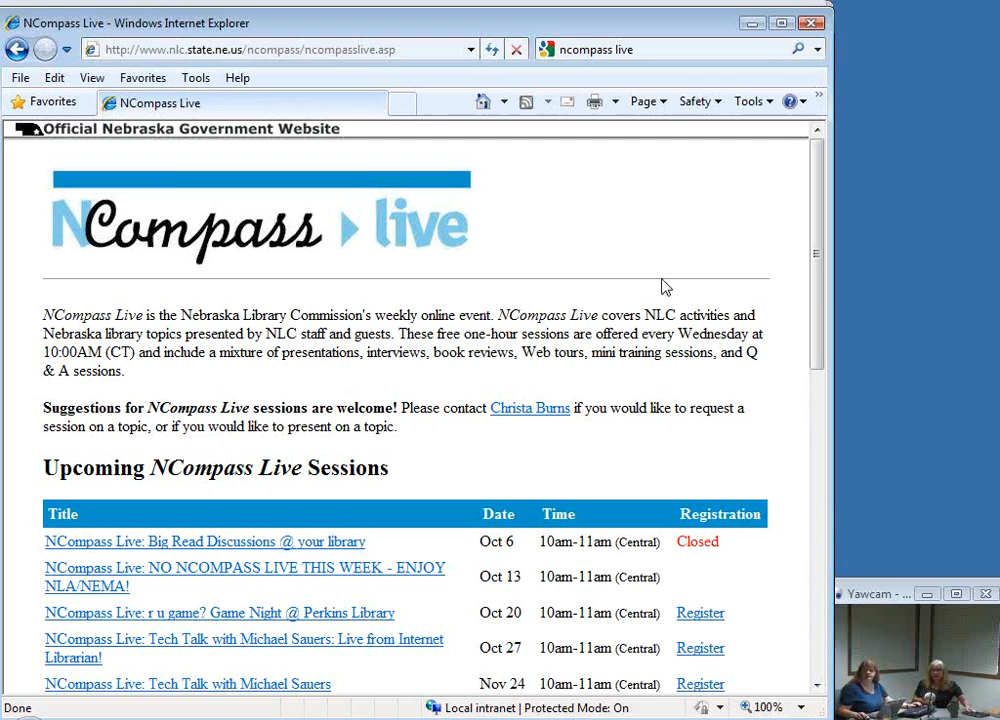 NCompass Live - Windows Internet Explorer
http://www.nlc.state.ne.us/ncompass/ncompasslive.asp
ncompass live
File Edit View Favorites Tools Help
Favorites NCompass Live Page Safety Tools
Official Nebraska Government Website
NCompass live
NCompass Live is the Nebraska Library Commission's weekly online event. NCompass Live covers NLC activities and
Nebraska library topics presented by NLC staff and guests. These free one-hour sessions are offered every Wednesday at
10:00AM (CT) and include a mixture of presentations, interviews, book reviews, Web tours, mini training sessions, and Q
& A sessions.
Suggestions for NCompass Live sessions are welcome! Please contact Christa Burns if you would like to request a
session on a topic, or if you would like to present on a topic.
Upcoming NCompass Live Sessions
Title Date Time Registration
NCompass Live: Big Read Discussions @ your library Oct 6 10am-11am (Central) Closed
NCompass Live: NO NCOMPASS LIVE THIS WEEK - ENJOY
NLA/NEMA! Oct 13 10am-11am (Central)
NCompass Live: r u game? Game Night @ Perkins Library Oct 20 10am-11am (Central) Register
NCompass Live: Tech Talk with Michael Sauers: Live from Internet
Librarian! Oct 27 10am-11am (Central) Register
NCompass Live: Tech Talk with Michael Sauers Nov 24 10am-11am (Central) Register
Yawcam - ...
Done Local intranet | Protected Mode: On 100%